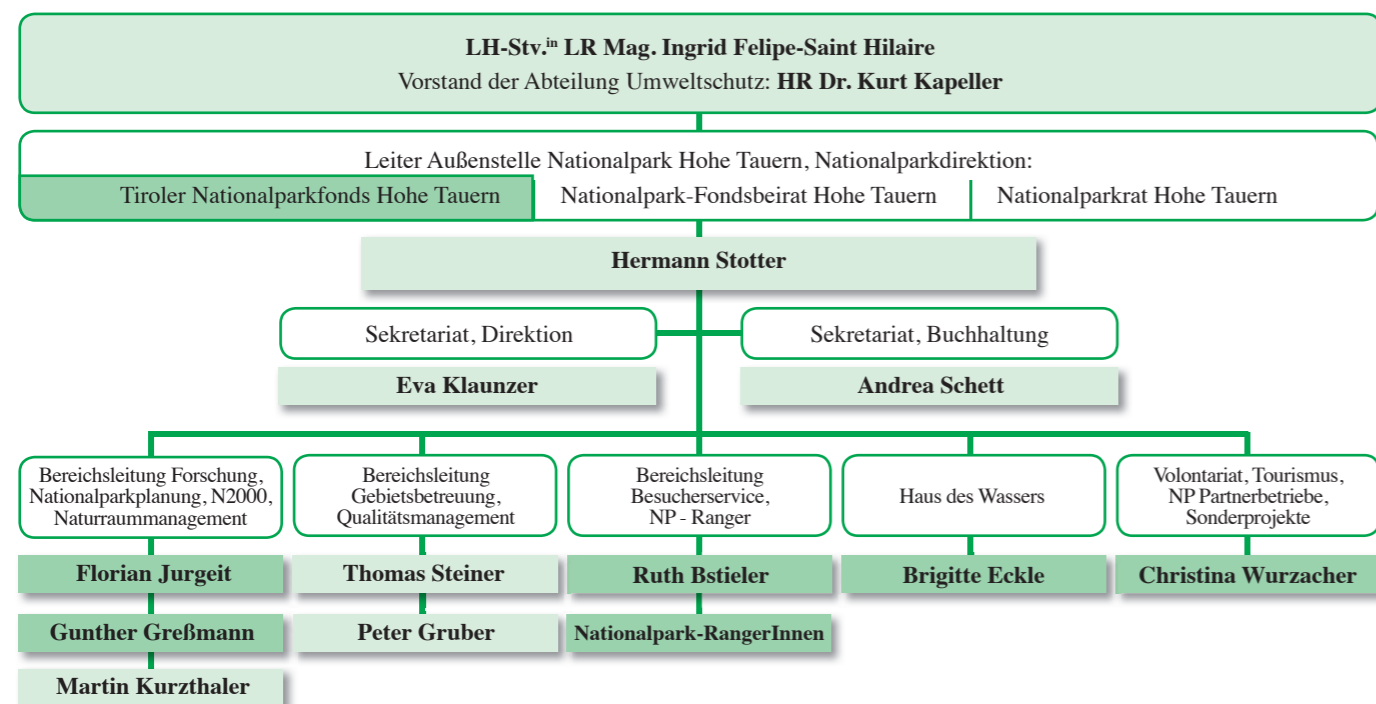 LH-Stv.in LR Mag. Ingrid Felipe-Saint Hilaire
Vorstand der Abteilung Umweltschutz: HR Dr. Kurt Kapeller
Leiter Außenstelle Nationalpark Hohe Tauern, Nationalparkdirektion:
Tiroler Nationalparkfonds Hohe Tauern
Nationalpark-Fondsbeirat Hohe Tauern
Nationalparkrat Hohe Tauern
Hermann Stotter
Sekretariat, Direktion
Eva Klaunzer
Sekretariat, Buchhaltung
Andrea Schett
Bereichsleitung Forschung,
Nationalparkplanung, N2000,
Naturraummanagement
Florian Jurgeit
Gunther Greßmann
Martin Kurzthaler
Bereichsleitung
Gebietsbetreuung,
Qualitätsmanagement
Thomas Steiner
Peter Gruber
Bereichsleitung
Besucherservice,
NP - Ranger
Ruth Bstieler
Nationalpark-RangerInnen
Haus des Wassers
Brigitte Eckle
Volontariat, Tourismus,
NP Partnerbetriebe,
Sonderprojekte
Christina Wurzacher